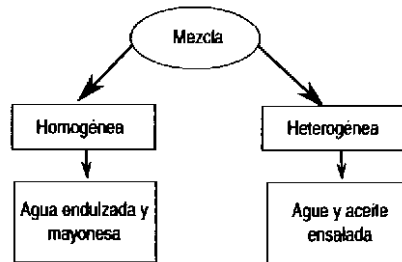 Mezcla
Homogénea
Heterogénea
Agua endulzada y
mayonesa
Ague y aceite
ensalada